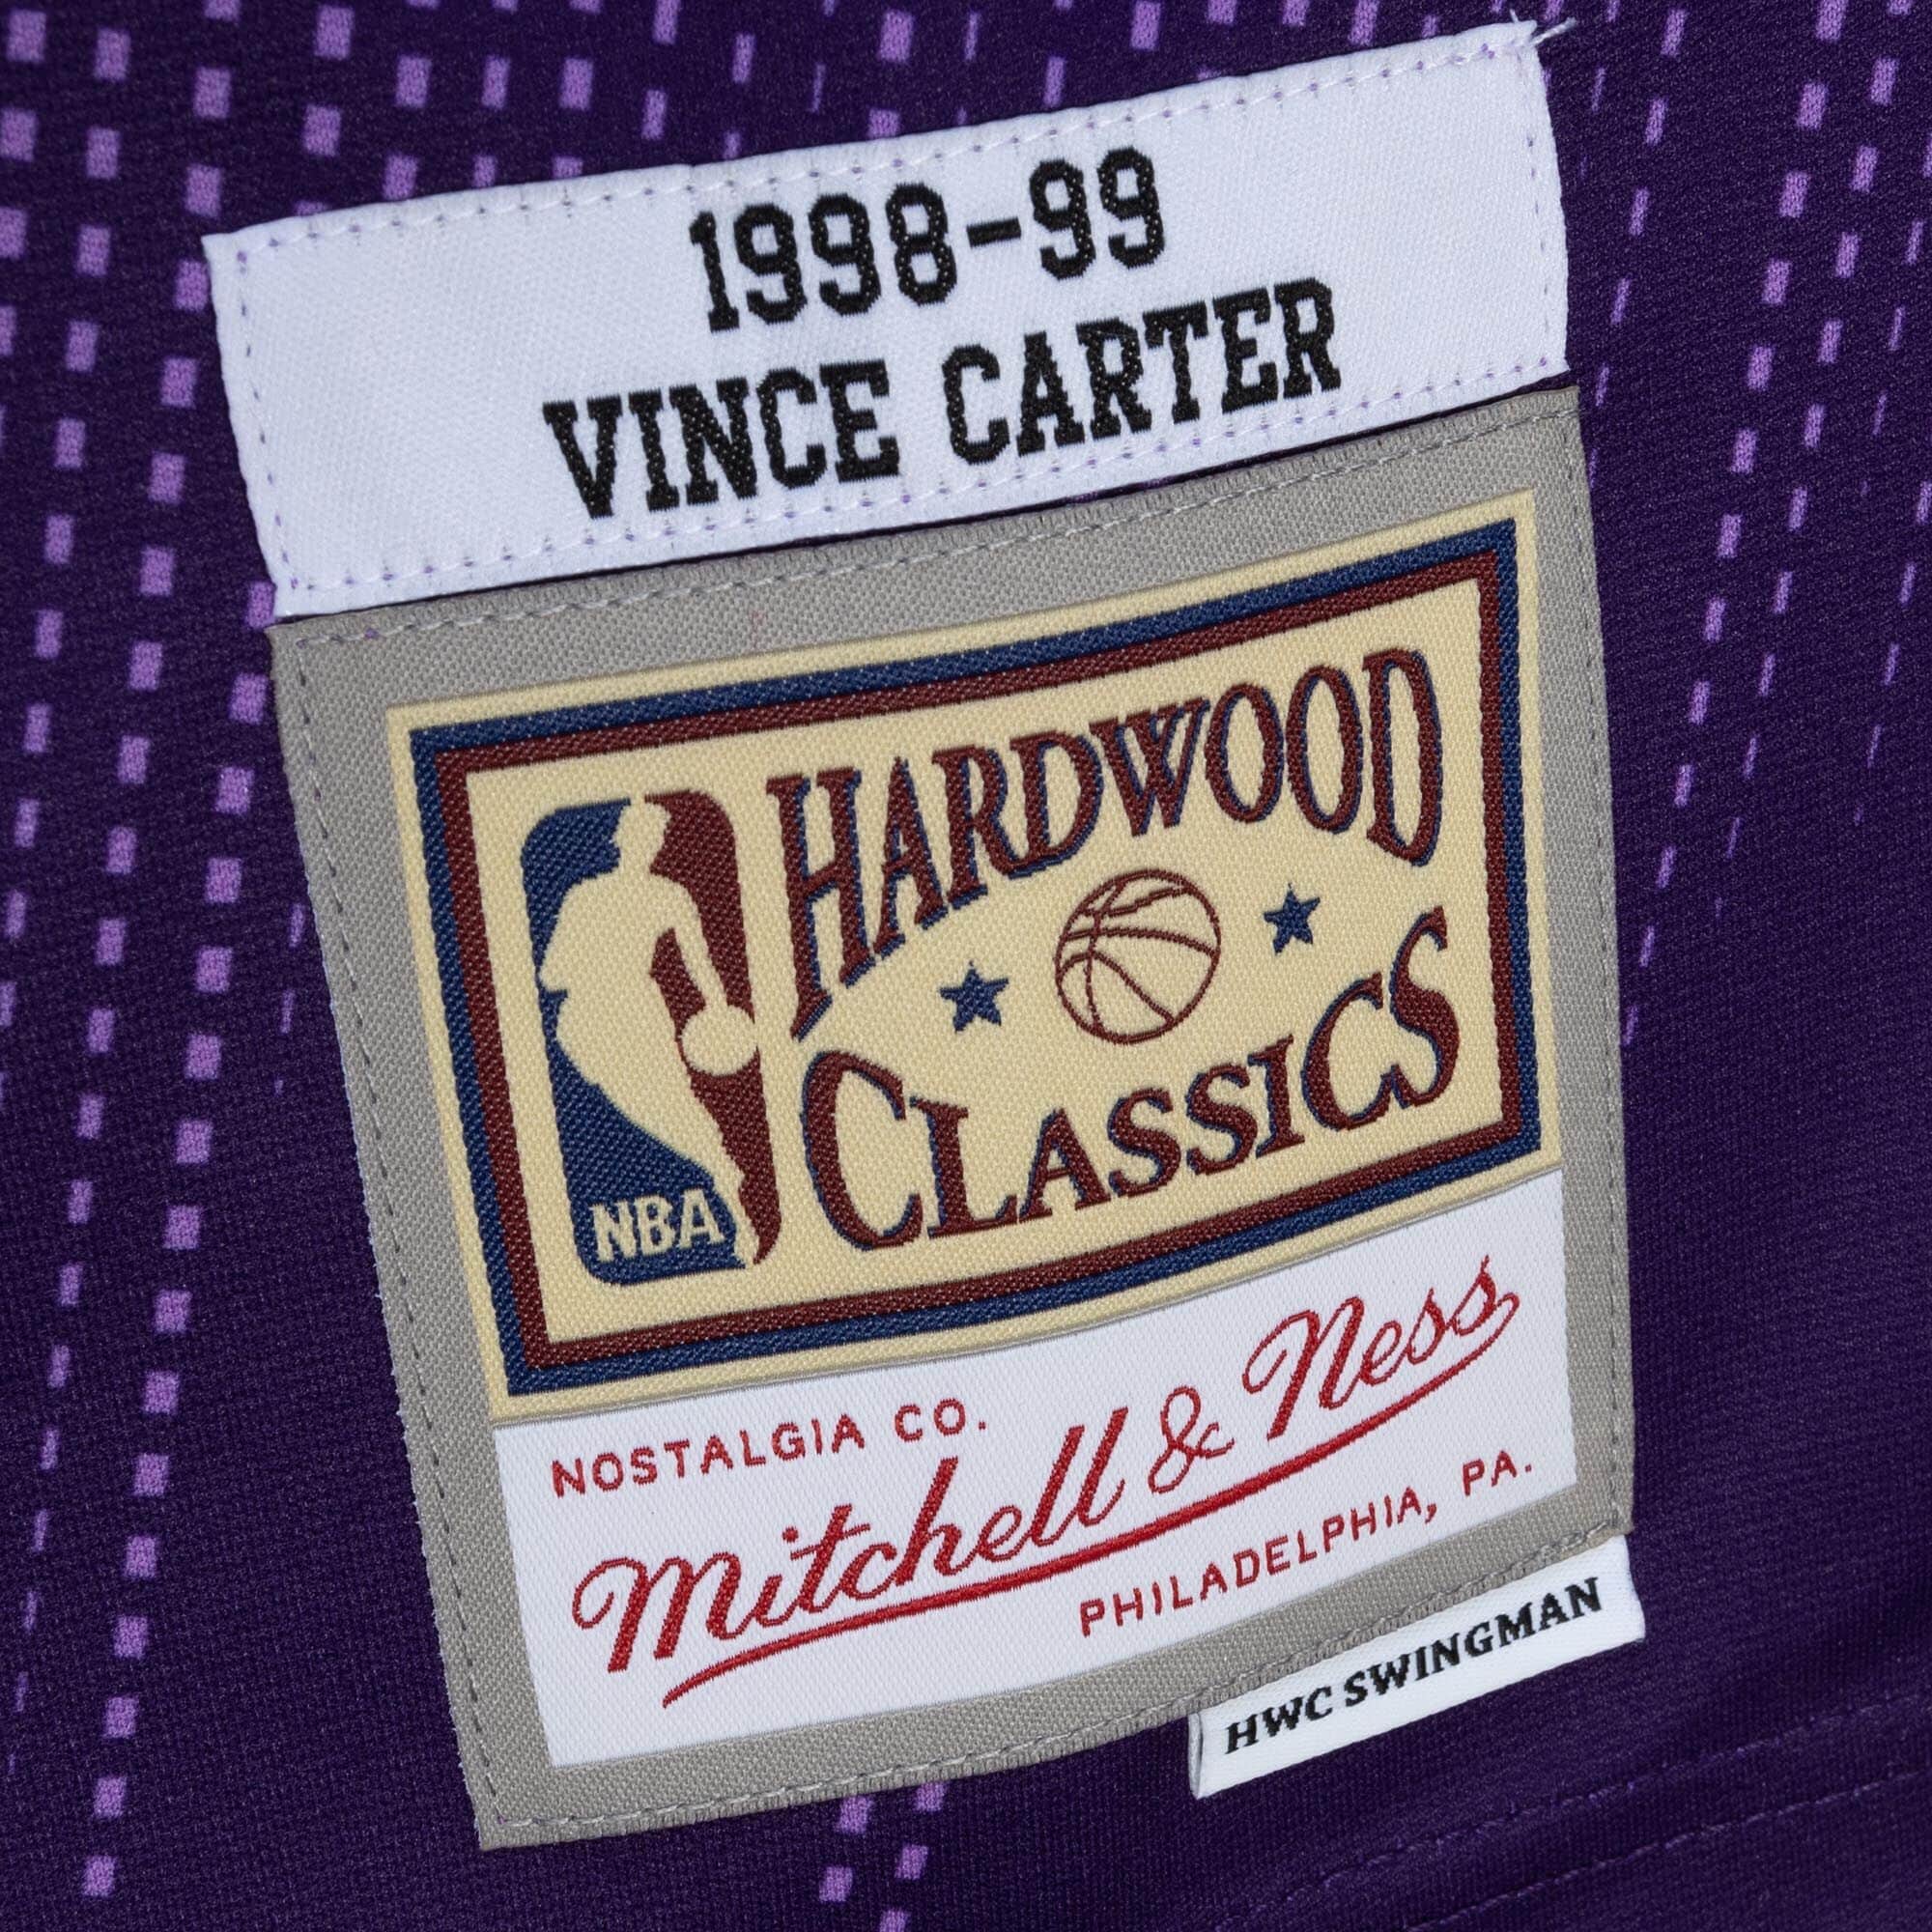 1998-99
VINCE CARTER
HARDWOOD
CLASSICS
NBA
NOSTALGIA CO.
Mitchell & Ness
PHILADELPHIA, PA.
HWC SWINGMAN